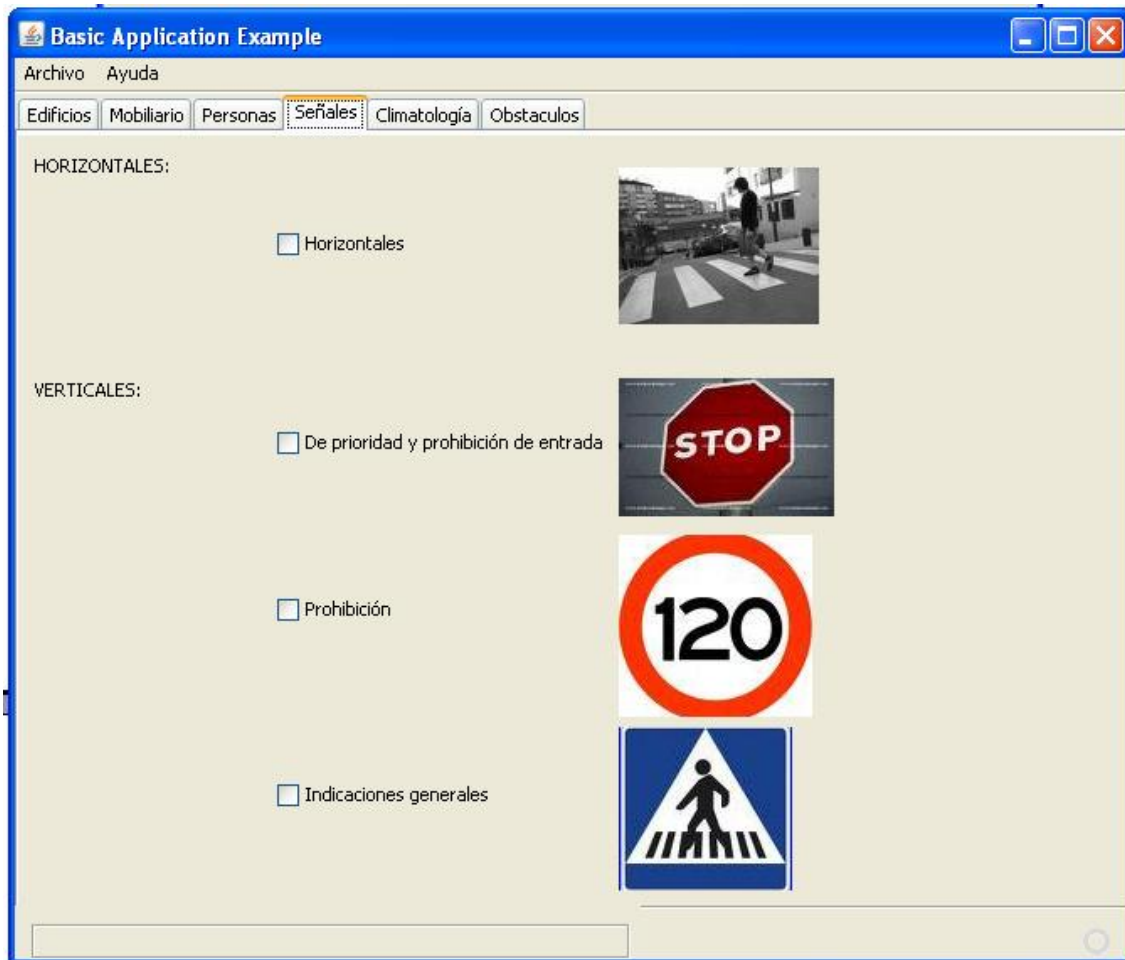 Basic Application Example
Archivo Ayuda
Edificios Mobiliario Personas Señales Climatología Obstaculos
HORIZONTALES:
Horizontales
VERTICALES:
De prioridad y prohibición de entrada
STOP
Prohibición
120
Indicaciones generales